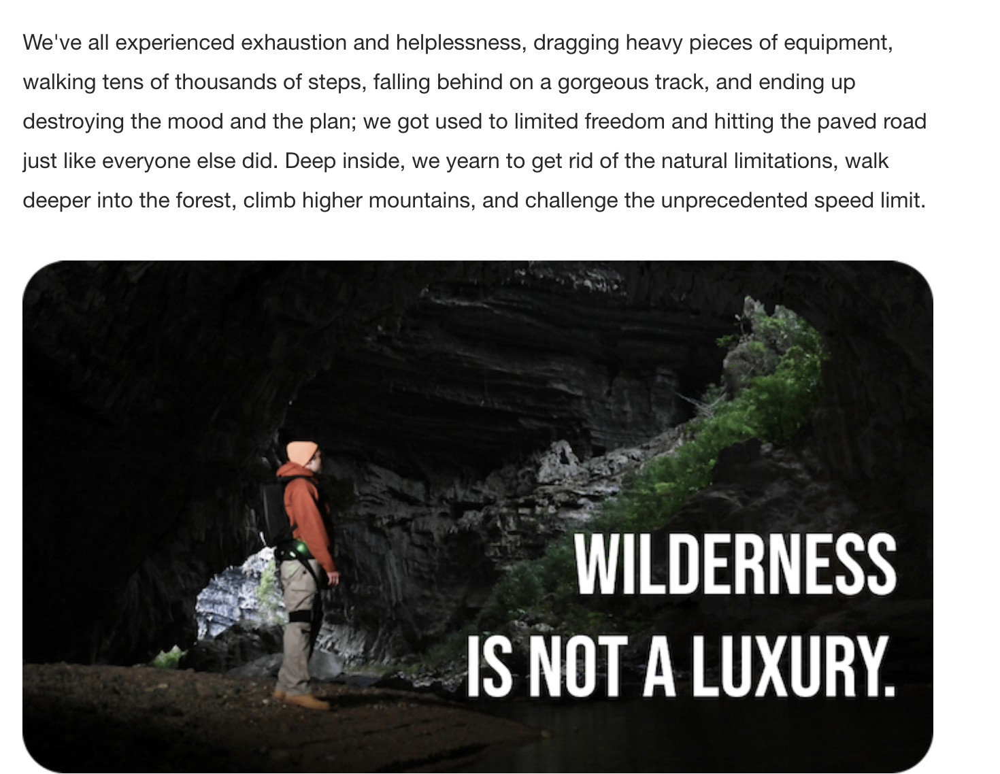 We've all experienced exhaustion and helplessness, dragging heavy pieces of equipment,
walking tens of thousands of steps, falling behind on a gorgeous track, and ending up
destroying the mood and the plan; we got used to limited freedom and hitting the paved road
just like everyone else did. Deep inside, we yearn to get rid of the natural limitations, walk
deeper into the forest, climb higher mountains, and challenge the unprecedented speed limit.
WILDERNESS
IS NOT A LUXURY.